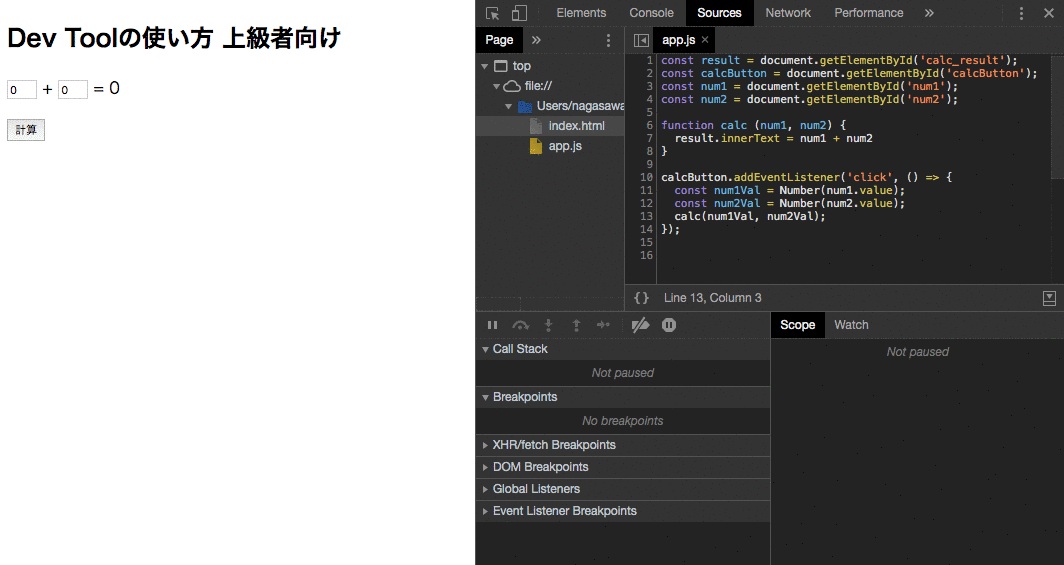 Dev Toolの使い方 上級者向け
0 + 0 = 0
計算
Elements Console Sources Network Performance »
Page »
app.js ×
top
file://
Users/nagasawa
index.html
app.js
1 const result = document.getElementById('calc_result');
2 const calcButton = document.getElementById('calcButton');
3 const num1 = document.getElementById('num1');
4 const num2 = document.getElementById('num2');
5
6 function calc (num1, num2) {
7 result.innerText = num1 + num2
8 }
9
10 calcButton.addEventListener('click', () => {
11 const num1Val = Number(num1.value);
12 const num2Val = Number(num2.value);
13 calc(num1Val, num2Val);
14 });
15
16
{ } Line 13, Column 3
Call Stack
Not paused
Breakpoints
No breakpoints
XHR/fetch Breakpoints
DOM Breakpoints
Global Listeners
Event Listener Breakpoints
Scope Watch
Not paused